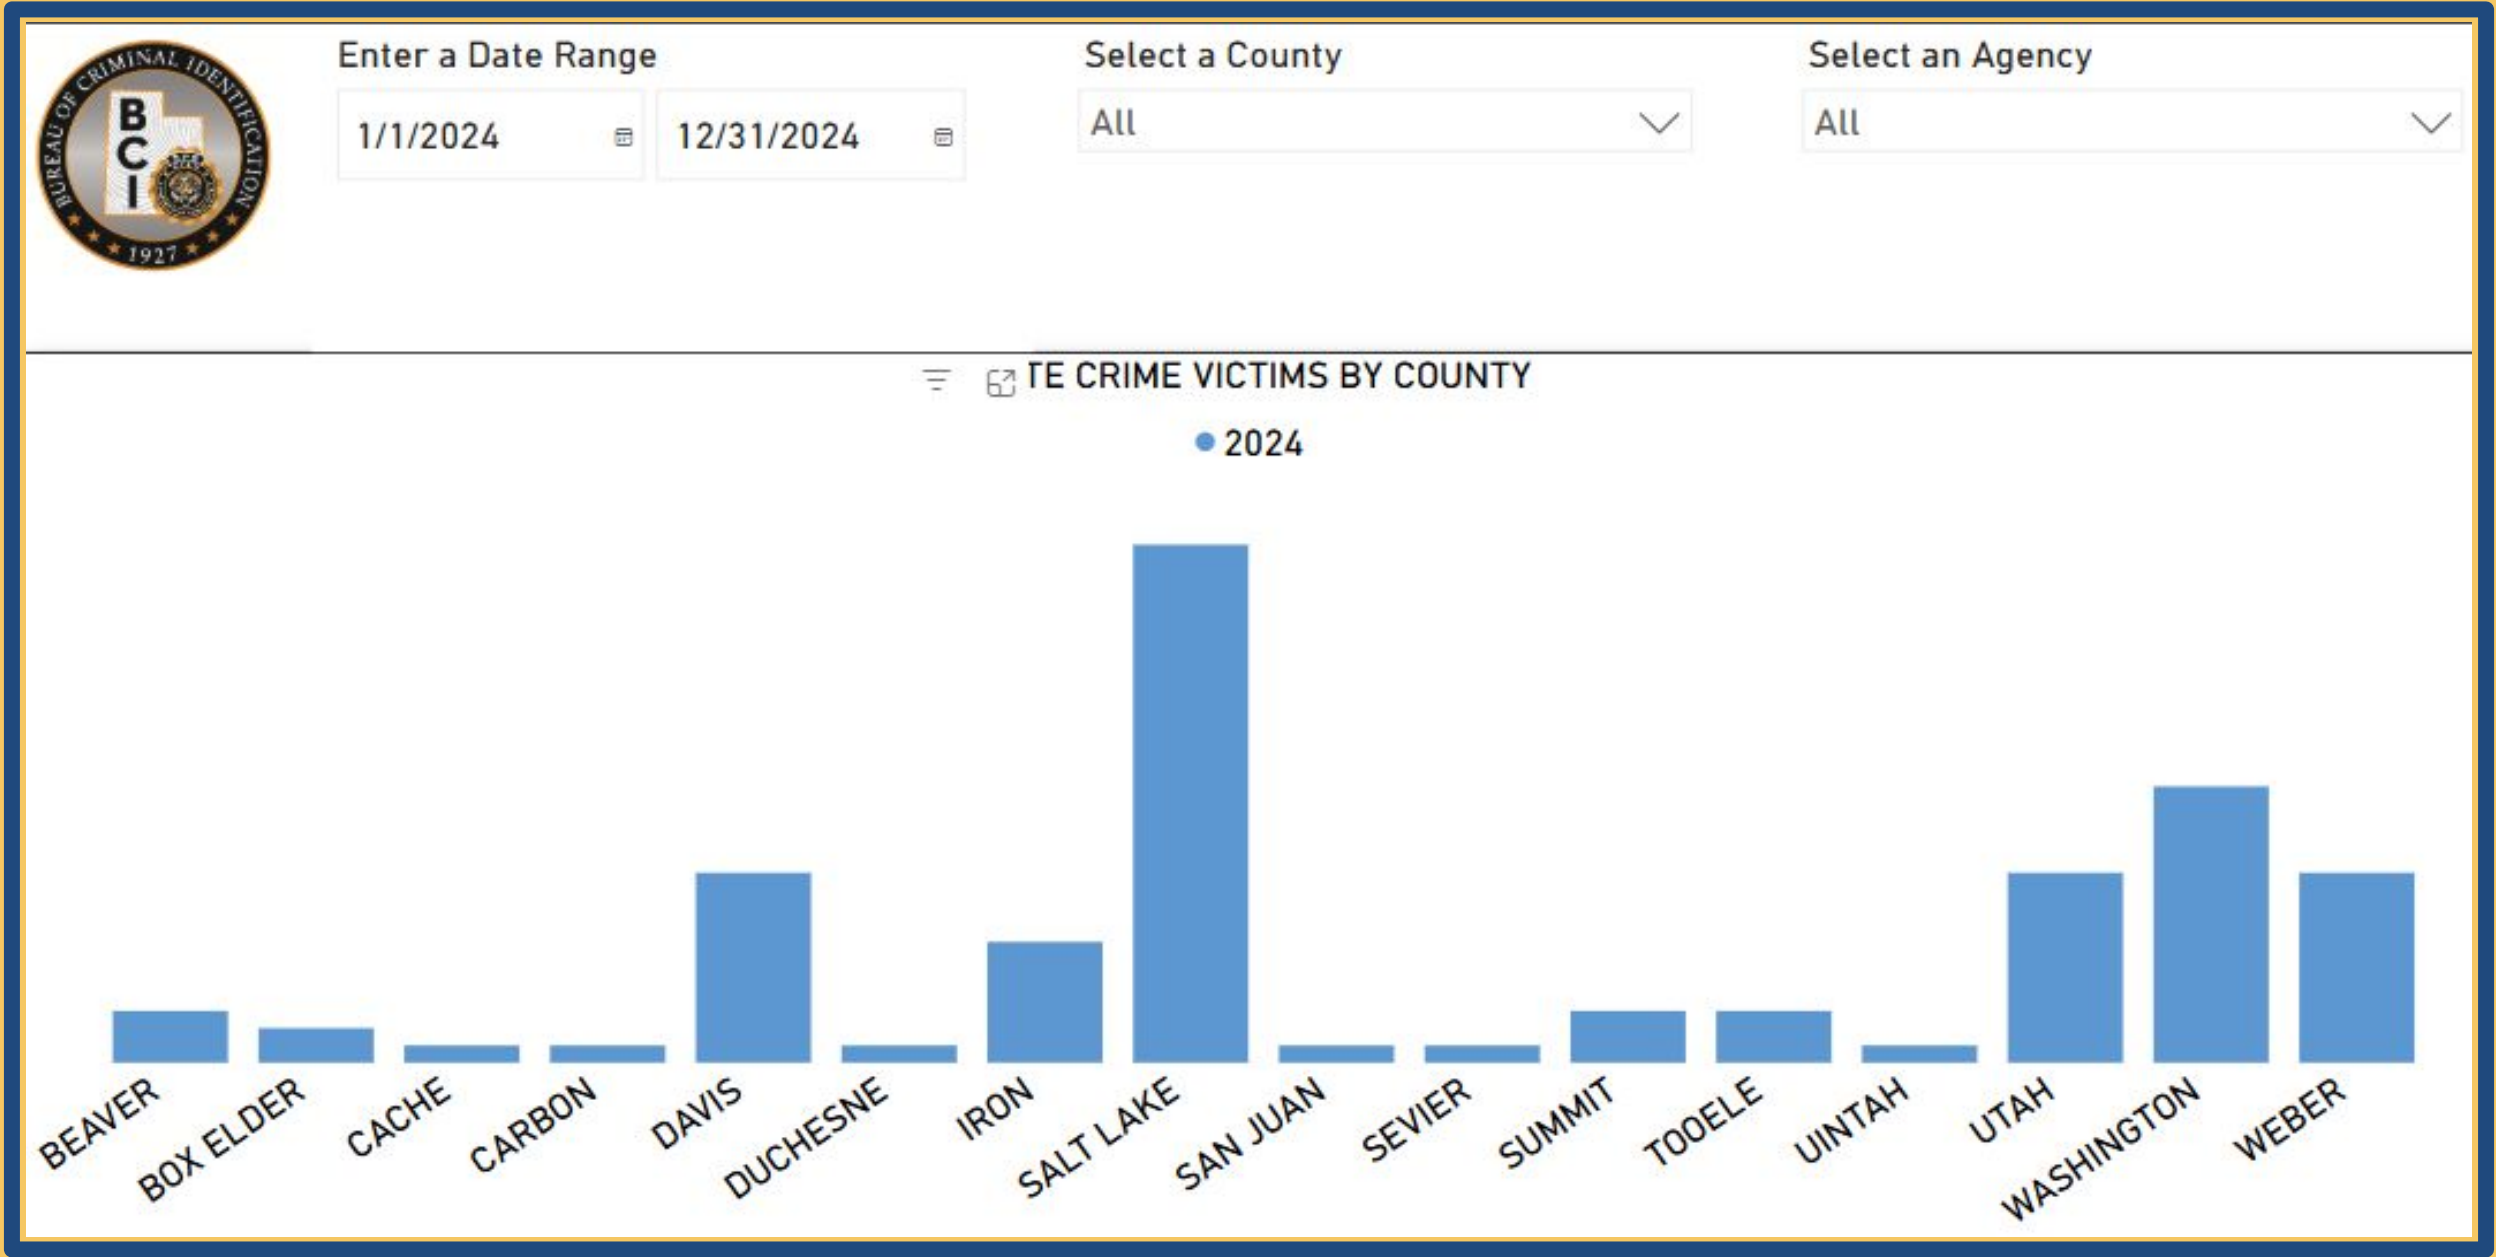 BUREAU OF CRIMINAL IDENTIFICATION
BCI
1927
Enter a Date Range
1/1/2024
12/31/2024
Select a County
All
Select an Agency
All
TE CRIME VICTIMS BY COUNTY
2024
BEAVER
BOX ELDER
CACHE
CARBON
DAVIS
DUCHESNE
IRON
SALT LAKE
SAN JUAN
SEVIER
SUMMIT
TOOELE
UINTAH
UTAH
WASHINGTON
WEBER